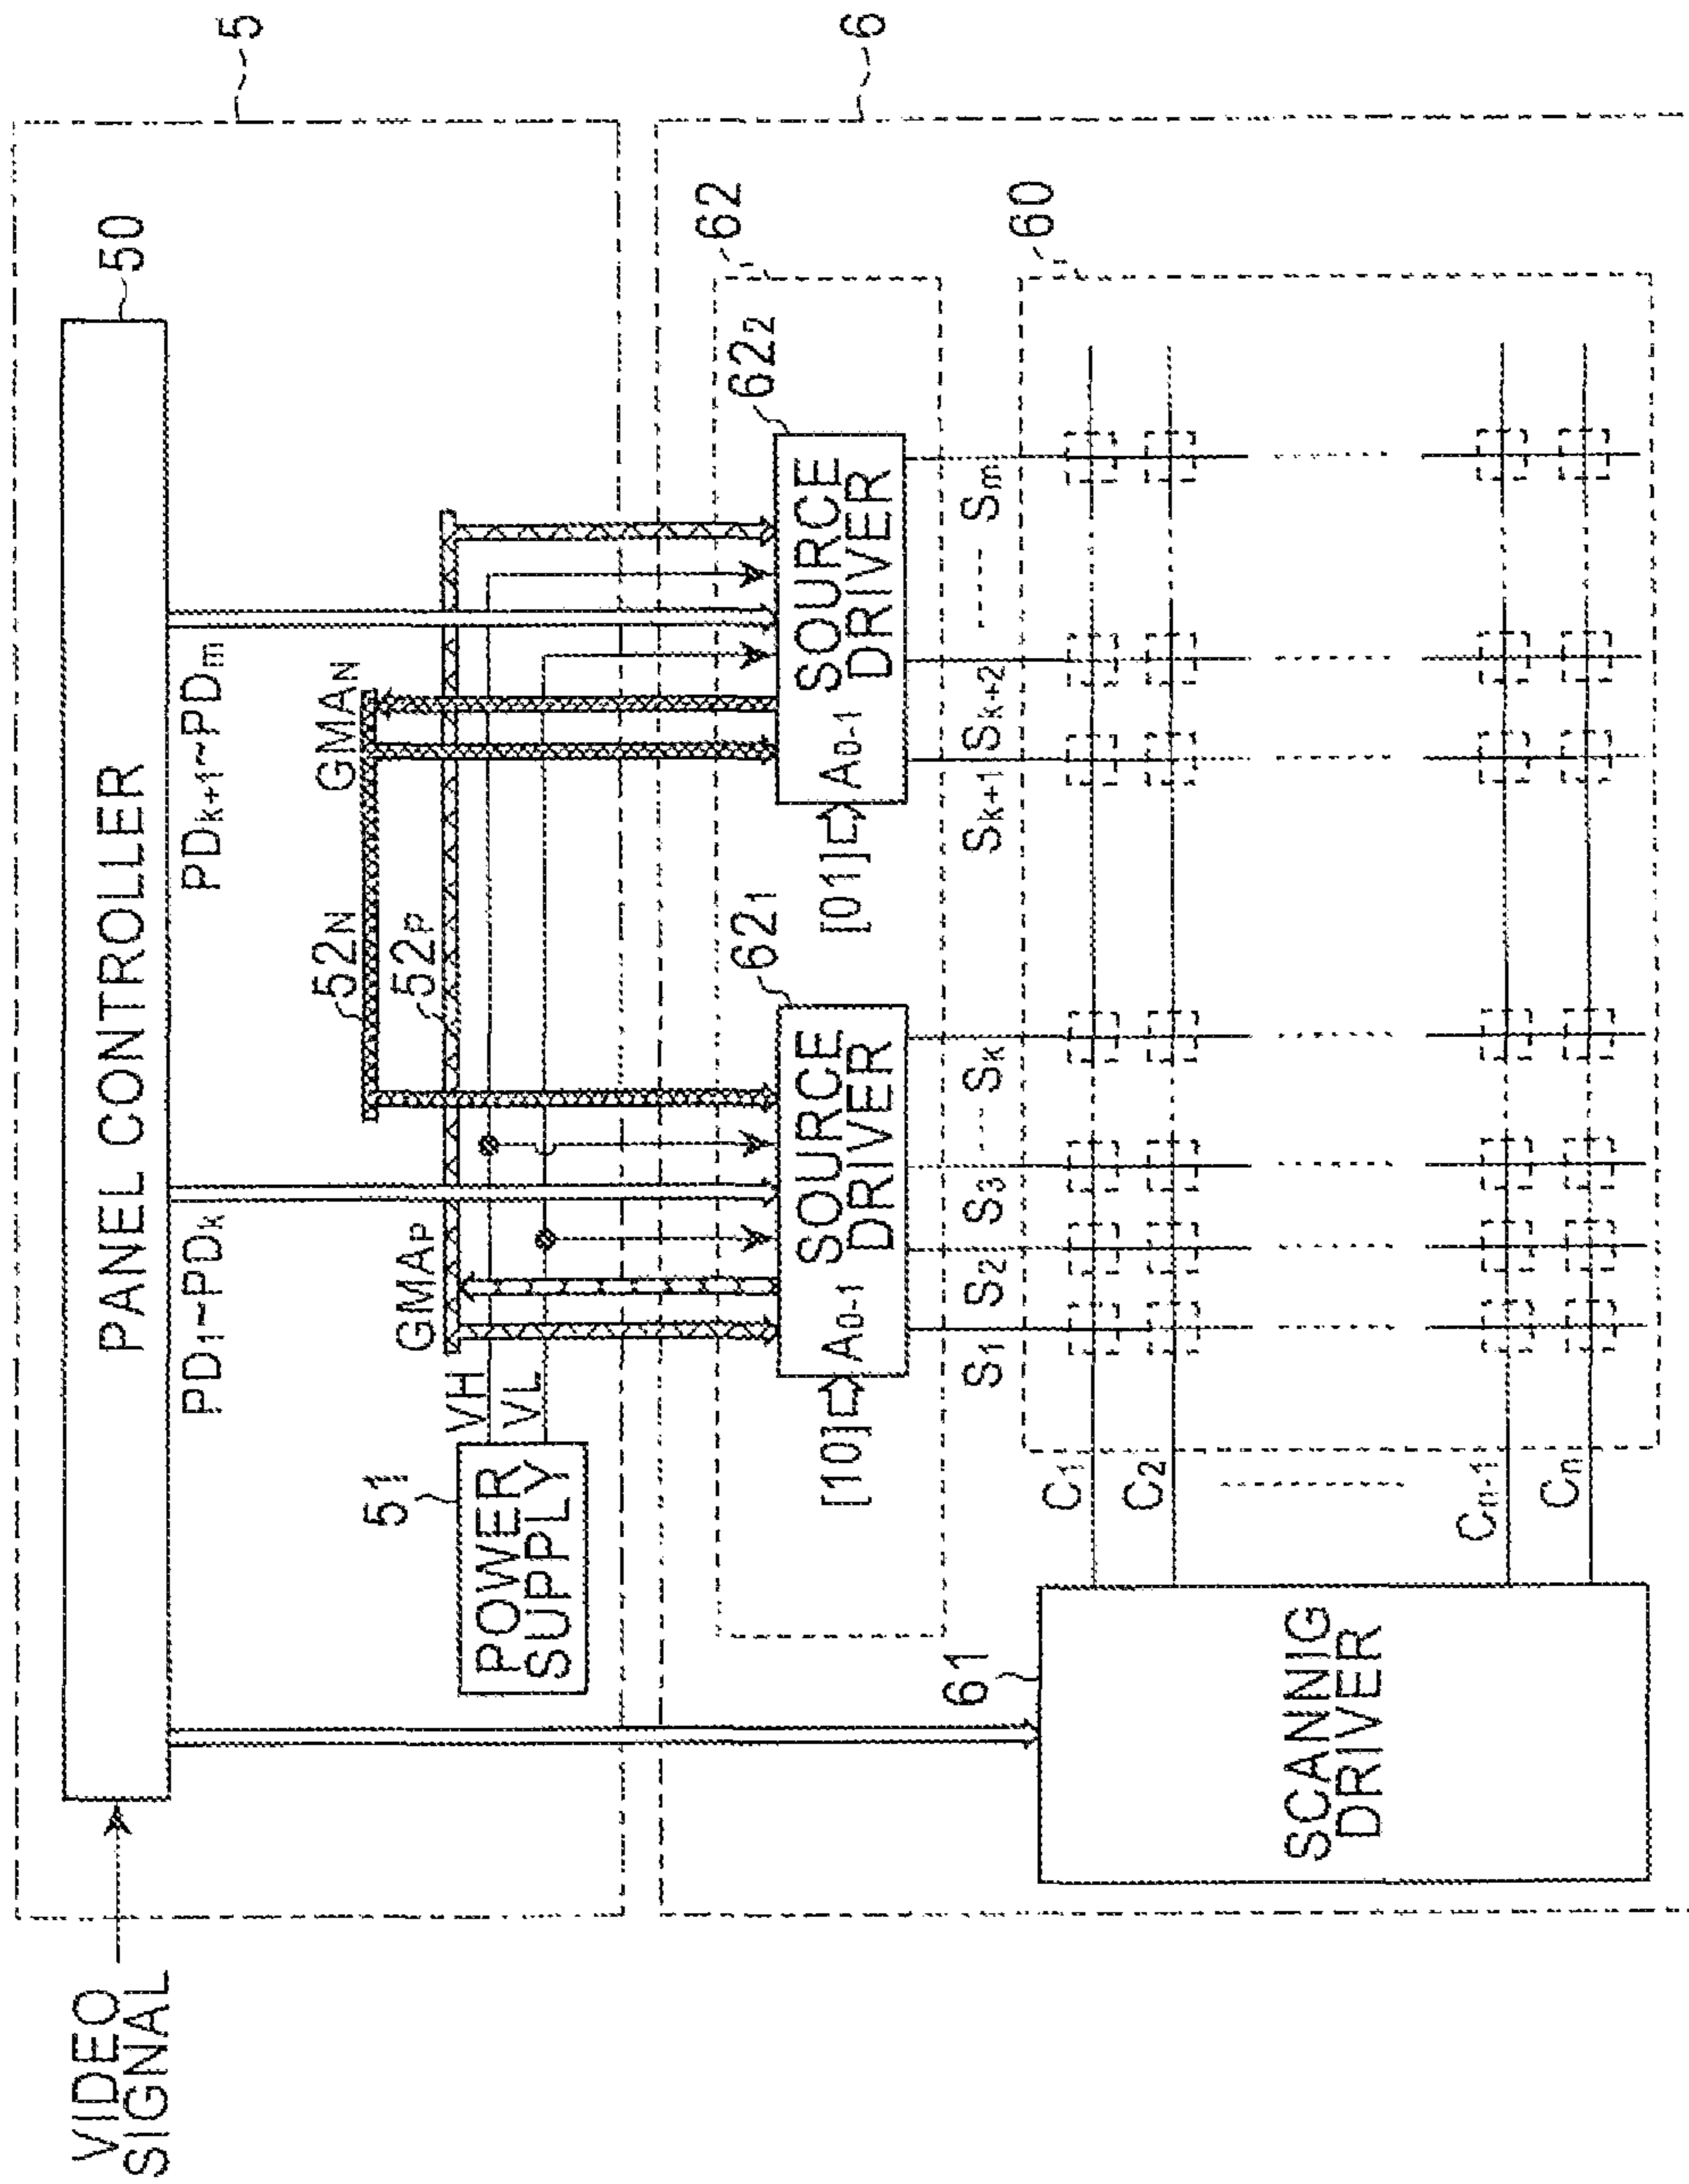 VIDEO
SIGNAL
PANEL CONTROLLER
50
5
PD1~PDk
PDk+1~PDm
52N
GMAN
52P
GMAP
VH
VL
51
POWER
SUPPLY
6
62
621
622
[10]
A0-1
SOURCE
DRIVER
[01]
A0-1
SOURCE
DRIVER
S1 S2 S3 Sk
Sk+1 Sk+2 Sm
60
61
SCANNING
DRIVER
C1
C2
Cn-1
Cn